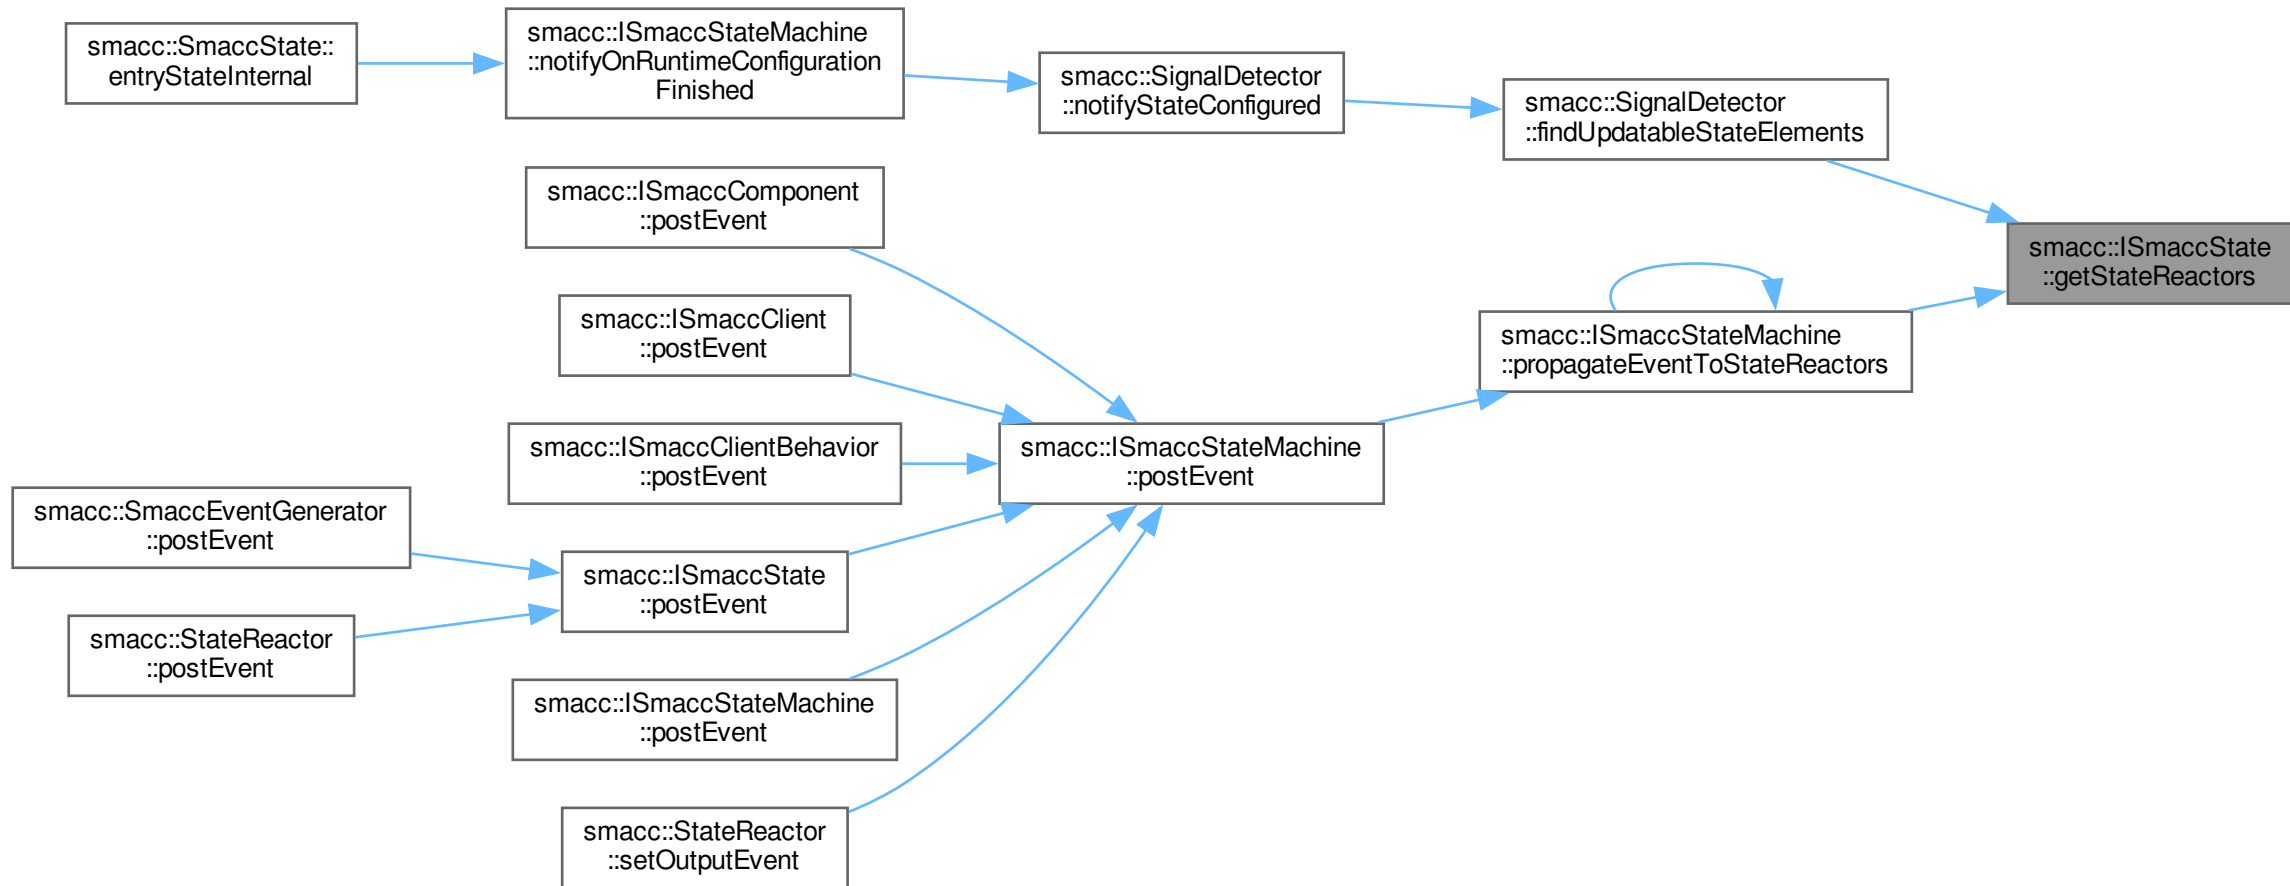 smacc::SmaccState::
entryStateInternal
smacc::ISmaccStateMachine
::notifyOnRuntimeConfiguration
Finished
smacc::SignalDetector
::notifyStateConfigured
smacc::SignalDetector
::findUpdatableStateElements
smacc::ISmaccState
::getStateReactors
smacc::ISmaccComponent
::postEvent
smacc::ISmaccClient
::postEvent
smacc::ISmaccStateMachine
::propagateEventToStateReactors
smacc::ISmaccClientBehavior
::postEvent
smacc::ISmaccStateMachine
::postEvent
smacc::SmaccEventGenerator
::postEvent
smacc::ISmaccState
::postEvent
smacc::StateReactor
::postEvent
smacc::ISmaccStateMachine
::postEvent
smacc::StateReactor
::setOutputEvent